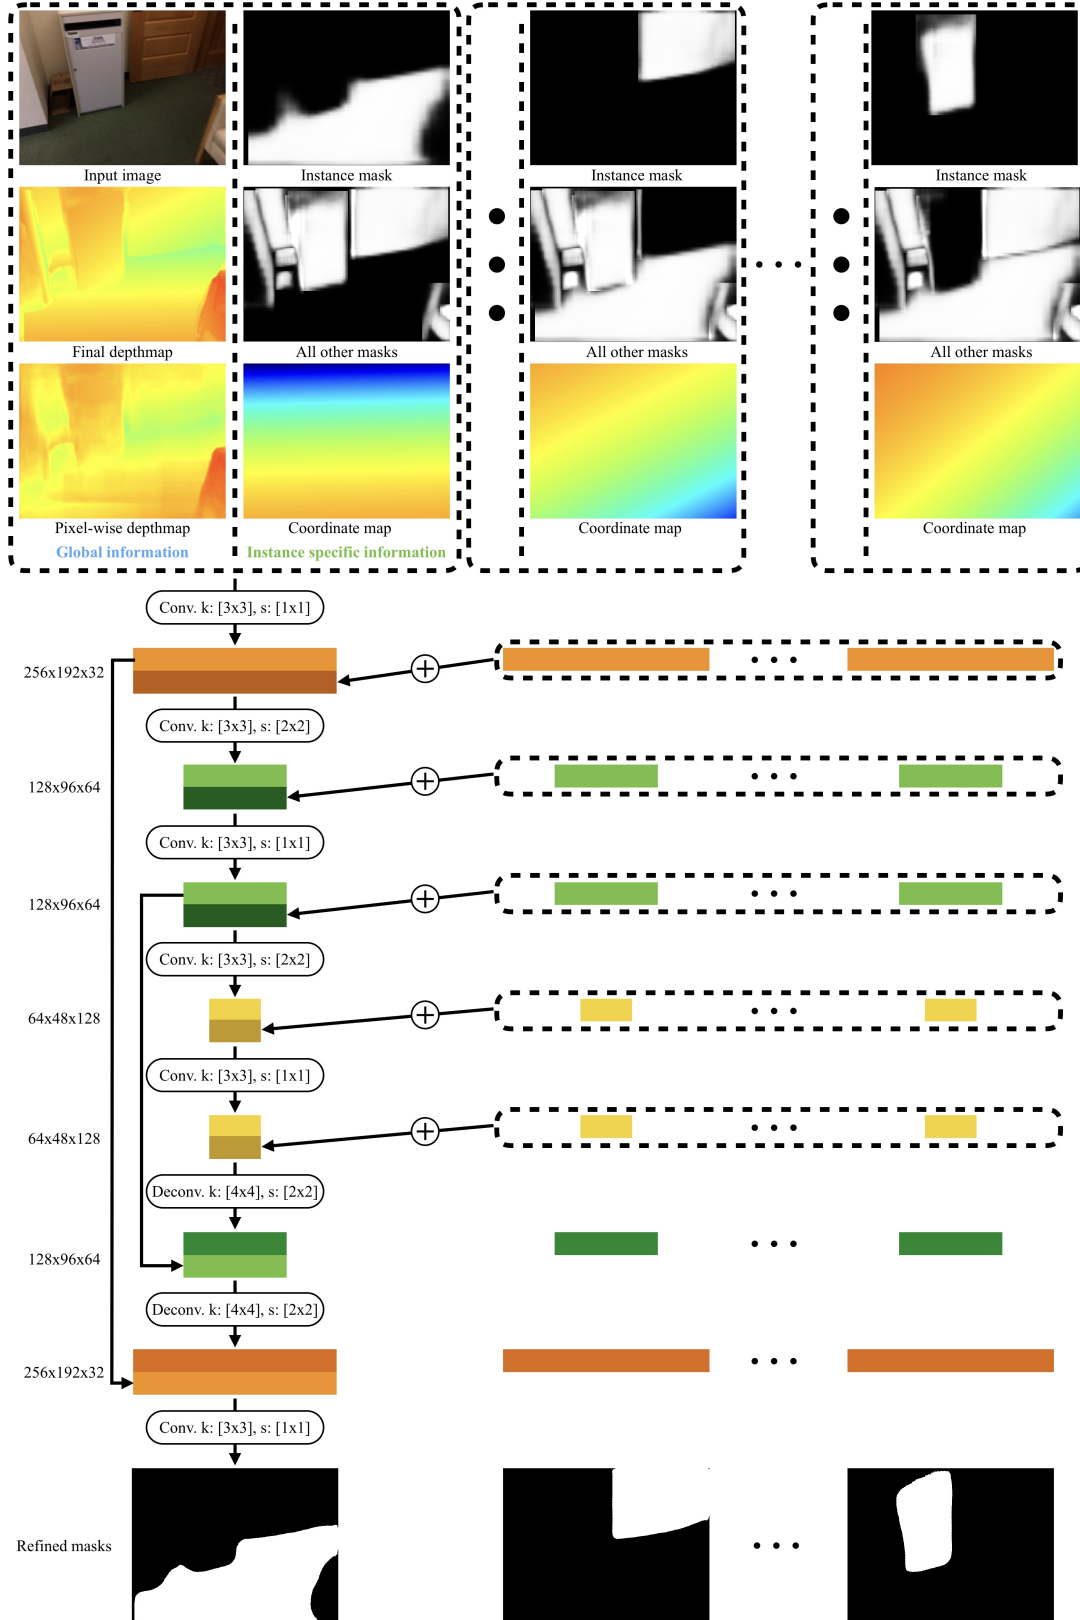 Input image
Instance mask
Instance mask
Instance mask
Final depthmap
All other masks
All other masks
All other masks
Pixel-wise depthmap
Coordinate map
Coordinate map
Coordinate map
Global information
Instance specific information
Conv. k: [3x3], s: [1x1]
256x192x32
Conv. k: [3x3], s: [2x2]
128x96x64
Conv. k: [3x3], s: [1x1]
128x96x64
Conv. k: [3x3], s: [2x2]
64x48x128
Conv. k: [3x3], s: [1x1]
64x48x128
Deconv. k: [4x4], s: [2x2]
128x96x64
Deconv. k: [4x4], s: [2x2]
256x192x32
Conv. k: [3x3], s: [1x1]
Refined masks